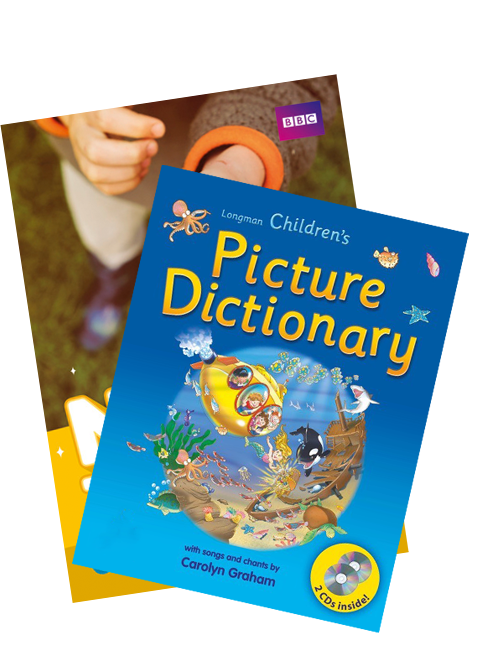 BBC
Longman Children's
Picture
Dictionary
with songs and chants by
Carolyn Graham
2 CDs inside!